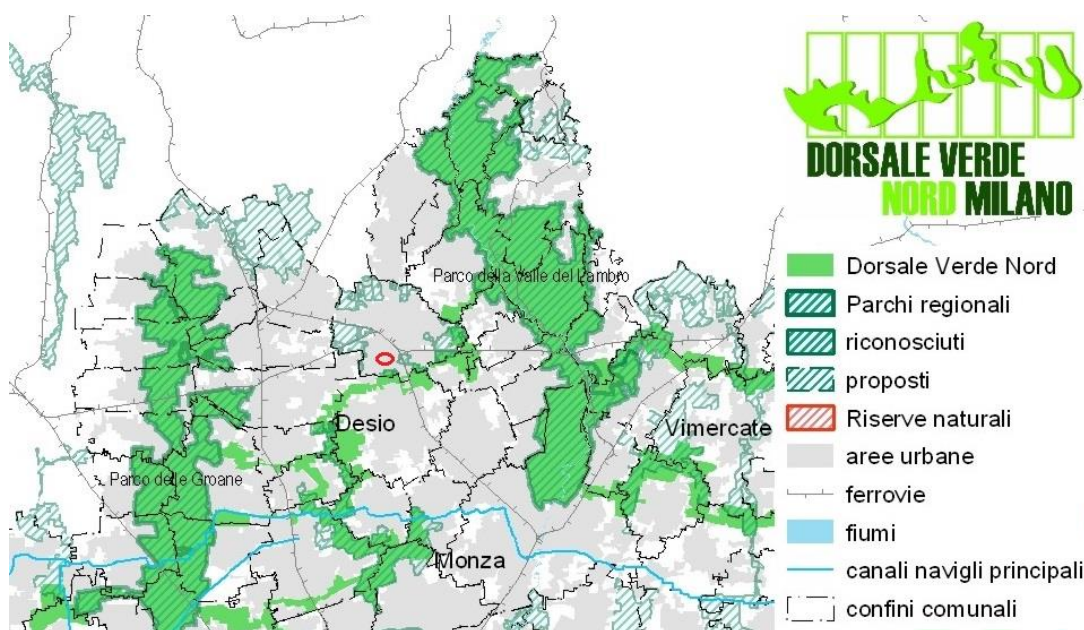 DORSALE VERDE
NORD MILANO
Dorsale Verde Nord
Parchi regionali
riconosciuti
proposti
Riserve naturali
aree urbane
ferrovie
fiumi
canali navigli principali
confini comunali
Parco della Valle del Lambro
Desio
Vimercate
Parco delle Groane
Monza